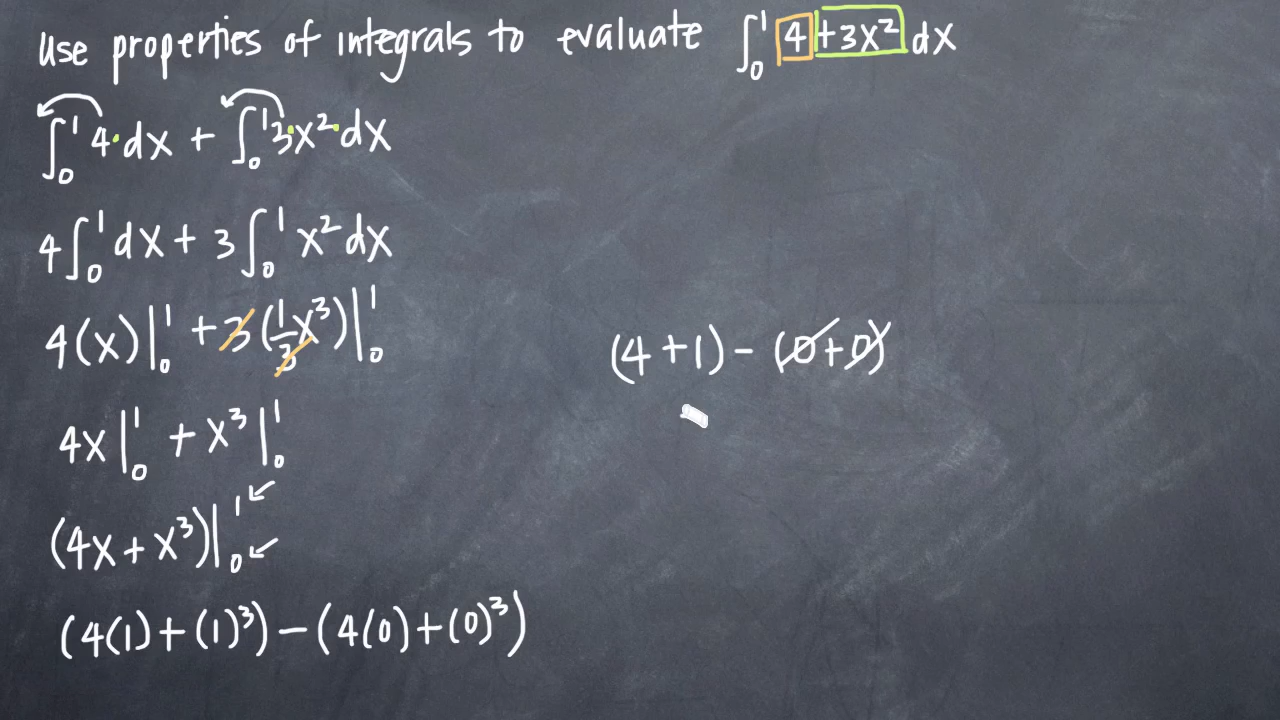 use properties of integrals to evaluate ∫₀¹ 4+3x² dx
∫₀¹ 4·dx + ∫₀¹ 3·x²·dx
4∫₀¹ dx + 3∫₀¹ x² dx
4(x)|₀¹ + 3(1/3 x³)|₀¹
4x|₀¹ + x³|₀¹
(4x + x³)|₀¹
(4(1) + (1)³) − (4(0) + (0)³)
(4 + 1) − (0 + 0)